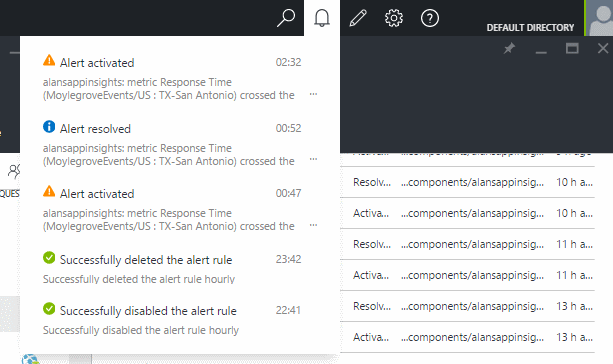 DEFAULT DIRECTORY
Alert activated 02:32
alansappinsights: metric Response Time
(MoylegroveEvents/US : TX-San Antonio) crossed the ...
Alert resolved 00:52
alansappinsights: metric Response Time
(MoylegroveEvents/US : TX-San Antonio) crossed the ...
Alert activated 00:47
alansappinsights: metric Response Time
(MoylegroveEvents/US : TX-San Antonio) crossed the ...
Successfully deleted the alert rule 23:42
Successfully deleted the alert rule hourly
Successfully disabled the alert rule 22:41
Successfully disabled the alert rule hourly
QUEST
Resolv... ...components/alansappinsig... 10 h a...
Activa... ...components/alansappinsig... 10 h a...
Resolv... ...components/alansappinsig... 11 h a...
Activa... ...components/alansappinsig... 11 h a...
Resolv... ...components/alansappinsig... 13 h a...
Activa... ...components/alansappinsig... 13 h a...